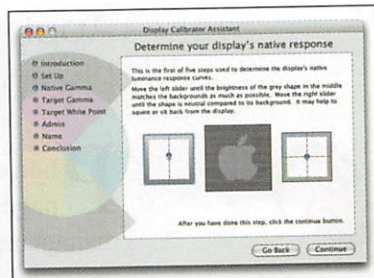 Display Calibrator Assistant
Determine your display's native response
Introduction
Set Up
Native Gamma
Target Gamma
Target White Point
Admin
Name
Conclusion
This is the first of five steps used to determine the display's native
luminance response curves.
Move the left slider until the brightness of the grey shape in the middle
matches the backgrounds as much as possible. Move the right slider
until the shape is neutral compared to its background. It may help to
squint or sit back from the display.
After you have done this step, click the continue button.
Go Back
Continue